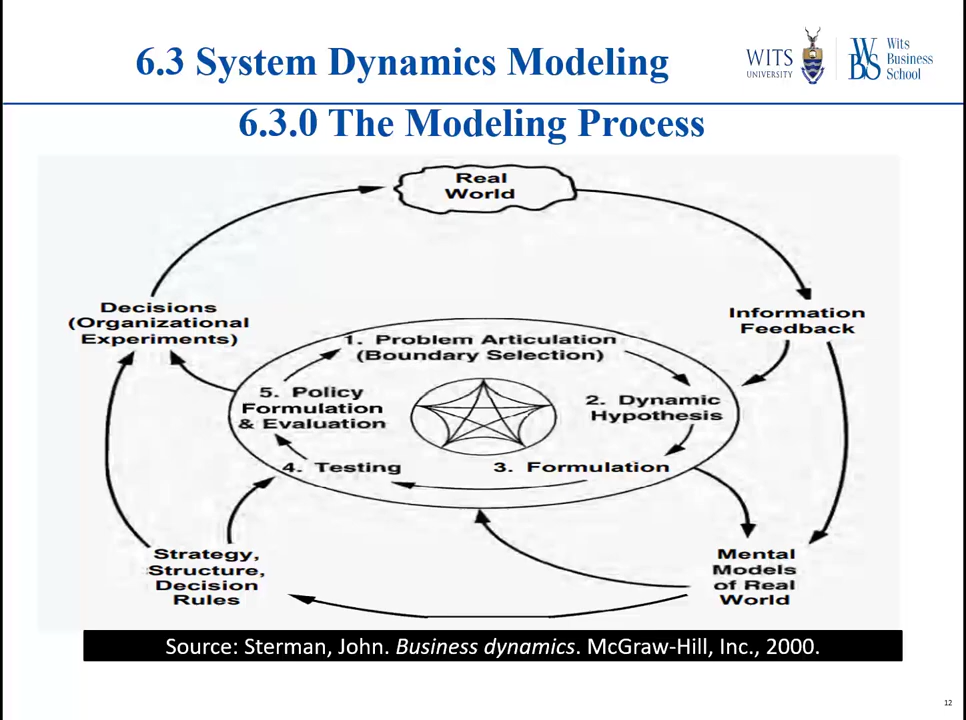 6.3 System Dynamics Modeling
WITS
UNIVERSITY
WBS
Wits
Business
School
6.3.0 The Modeling Process
Real
World
Decisions
(Organizational
Experiments)
Information
Feedback
1. Problem Articulation
(Boundary Selection)
5. Policy
Formulation
& Evaluation
2. Dynamic
Hypothesis
4. Testing
3. Formulation
Strategy,
Structure,
Decision
Rules
Mental
Models
of Real
World
Source: Sterman, John. Business dynamics. McGraw-Hill, Inc., 2000.
12